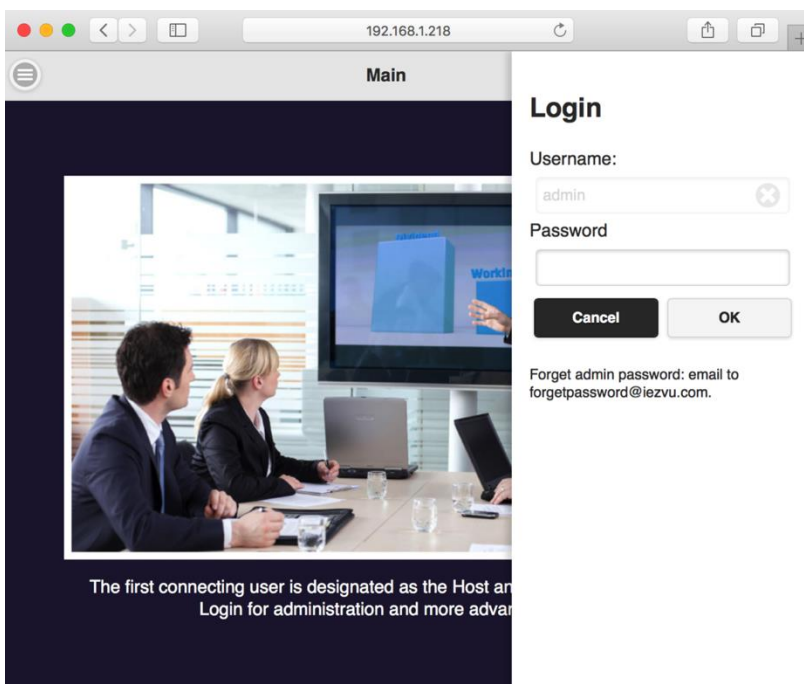 192.168.1.218
Main
Login
Username:
admin
Password
Cancel
OK
Forget admin password: email to
forgetpassword@iezvu.com.
The first connecting user is designated as the Host an
Login for administration and more advan